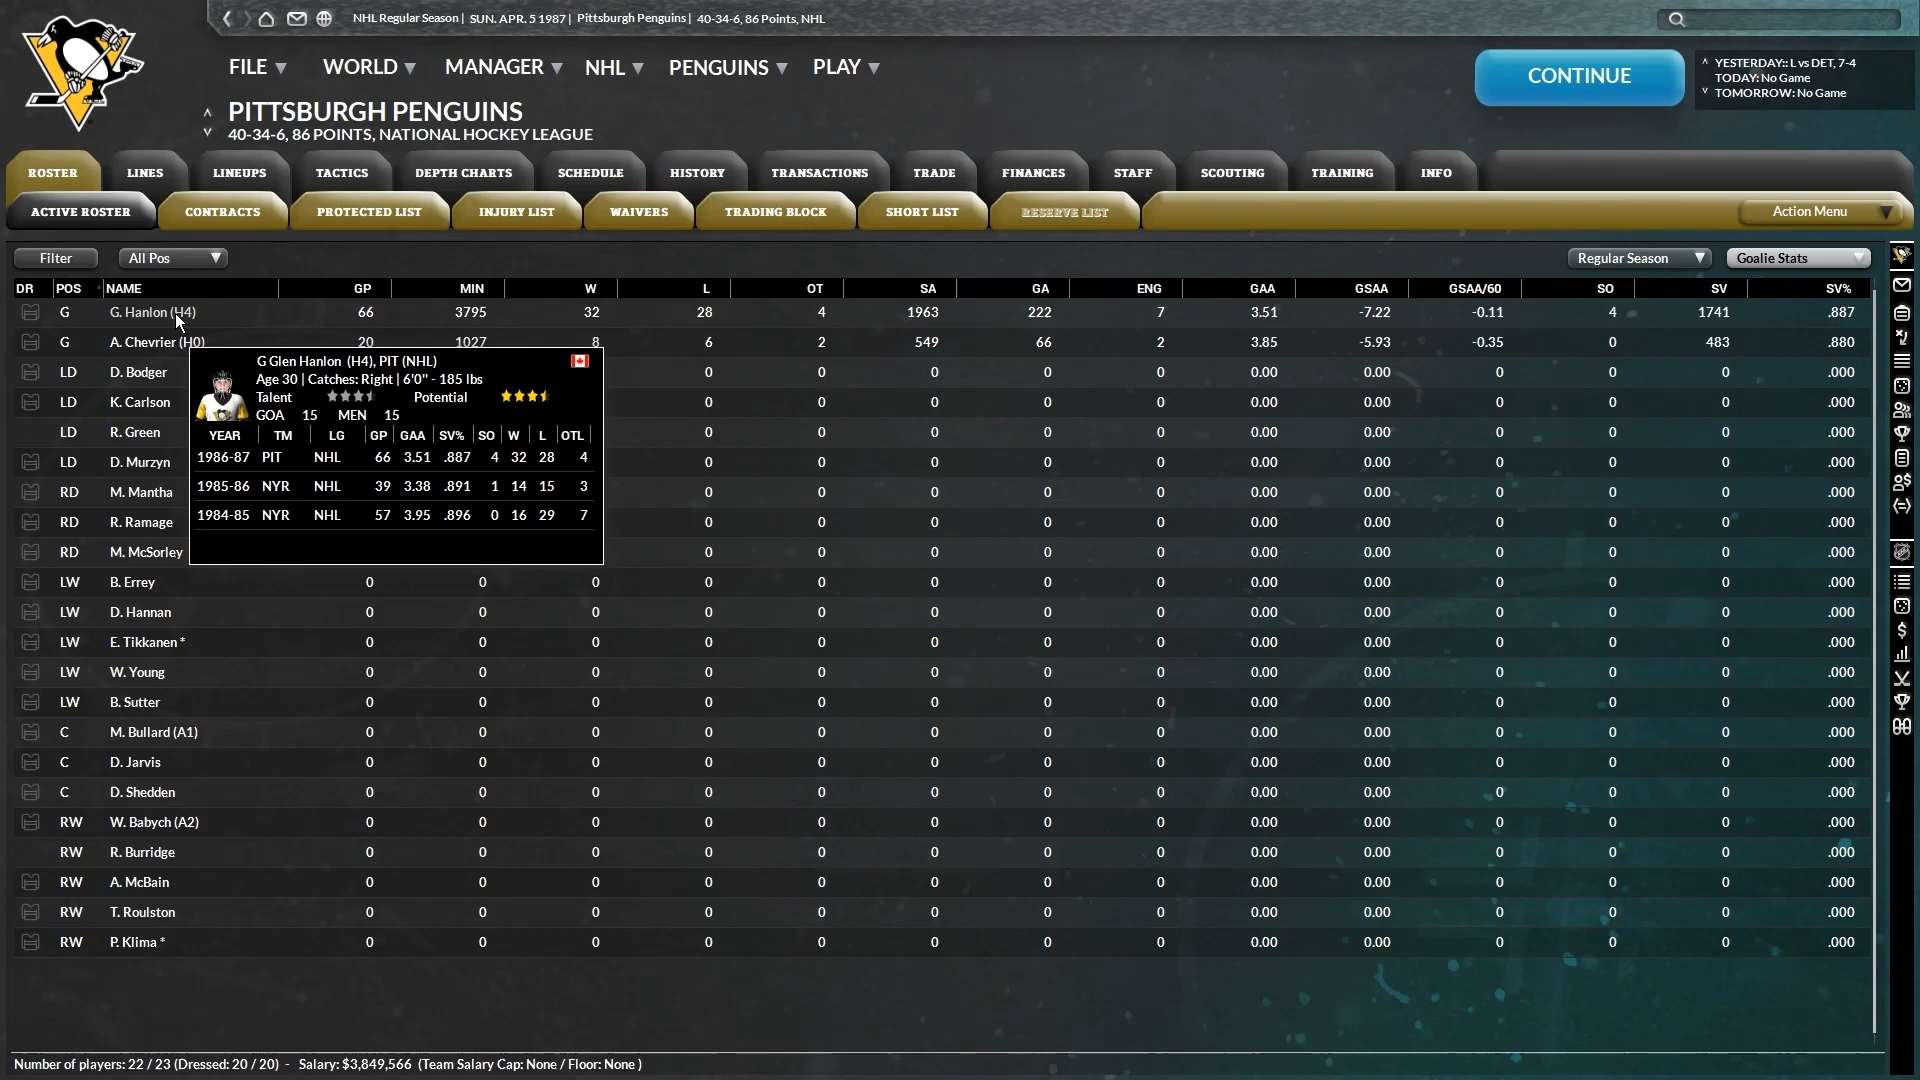 NHL Regular Season | SUN. APR. 5 1987 | Pittsburgh Penguins | 40-34-6, 86 Points, NHL
FILE WORLD MANAGER NHL PENGUINS PLAY
CONTINUE
YESTERDAY:: L vs DET, 7-4
TODAY: No Game
TOMORROW: No Game
PITTSBURGH PENGUINS
40-34-6, 86 POINTS, NATIONAL HOCKEY LEAGUE
ROSTER LINES LINEUPS TACTICS DEPTH CHARTS SCHEDULE HISTORY TRANSACTIONS TRADE FINANCES STAFF SCOUTING TRAINING INFO
ACTIVE ROSTER CONTRACTS PROTECTED LIST INJURY LIST WAIVERS TRADING BLOCK SHORT LIST RESERVE LIST Action Menu
Filter All Pos Regular Season Goalie Stats
DR POS NAME GP MIN W L OT SA GA ENG GAA GSAA GSAA/60 SO SV SV%
G G. Hanlon (H4) 66 3795 32 28 4 1963 222 7 3.51 -7.22 -0.11 4 1741 .887
G A. Chevrier (H0) 20 1027 8 6 2 549 66 2 3.85 -5.93 -0.35 0 483 .880
LD D. Bodger 0 0 0 0 0 0.00 0.00 0 0 0 .000
LD K. Carlson 0 0 0 0 0 0.00 0.00 0 0 0 .000
LD R. Green 0 0 0 0 0 0.00 0.00 0 0 0 .000
LD D. Murzyn 0 0 0 0 0 0.00 0.00 0 0 0 .000
RD M. Mantha 0 0 0 0 0 0.00 0.00 0 0 0 .000
RD R. Ramage 0 0 0 0 0 0.00 0.00 0 0 0 .000
RD M. McSorley 0 0 0 0 0 0.00 0.00 0 0 0 .000
G Glen Hanlon (H4), PIT (NHL)
Age 30 | Catches: Right | 6'0" - 185 lbs
Talent Potential
GOA 15 MEN 15
YEAR TM LG GP GAA SV% SO W L OTL
1986-87 PIT NHL 66 3.51 .887 4 32 28 4
1985-86 NYR NHL 39 3.38 .891 1 14 15 3
1984-85 NYR NHL 57 3.95 .896 0 16 29 7
LW B. Errey 0 0 0 0 0 0 0 0 0.00 0.00 0 0 0 .000
LW D. Hannan 0 0 0 0 0 0 0 0 0.00 0.00 0 0 0 .000
LW E. Tikkanen * 0 0 0 0 0 0 0 0 0.00 0.00 0 0 0 .000
LW W. Young 0 0 0 0 0 0 0 0 0.00 0.00 0 0 0 .000
LW B. Sutter 0 0 0 0 0 0 0 0 0.00 0.00 0 0 0 .000
C M. Bullard (A1) 0 0 0 0 0 0 0 0 0.00 0.00 0 0 0 .000
C D. Jarvis 0 0 0 0 0 0 0 0 0.00 0.00 0 0 0 .000
C D. Shedden 0 0 0 0 0 0 0 0 0.00 0.00 0 0 0 .000
RW W. Babych (A2) 0 0 0 0 0 0 0 0 0.00 0.00 0 0 0 .000
RW R. Burridge 0 0 0 0 0 0 0 0 0.00 0.00 0 0 0 .000
RW A. McBain 0 0 0 0 0 0 0 0 0.00 0.00 0 0 0 .000
RW T. Roulston 0 0 0 0 0 0 0 0 0.00 0.00 0 0 0 .000
RW P. Klima * 0 0 0 0 0 0 0 0 0.00 0.00 0 0 0 .000
Number of players: 22 / 23 (Dressed: 20 / 20) - Salary: $3,849,566 (Team Salary Cap: None / Floor: None )